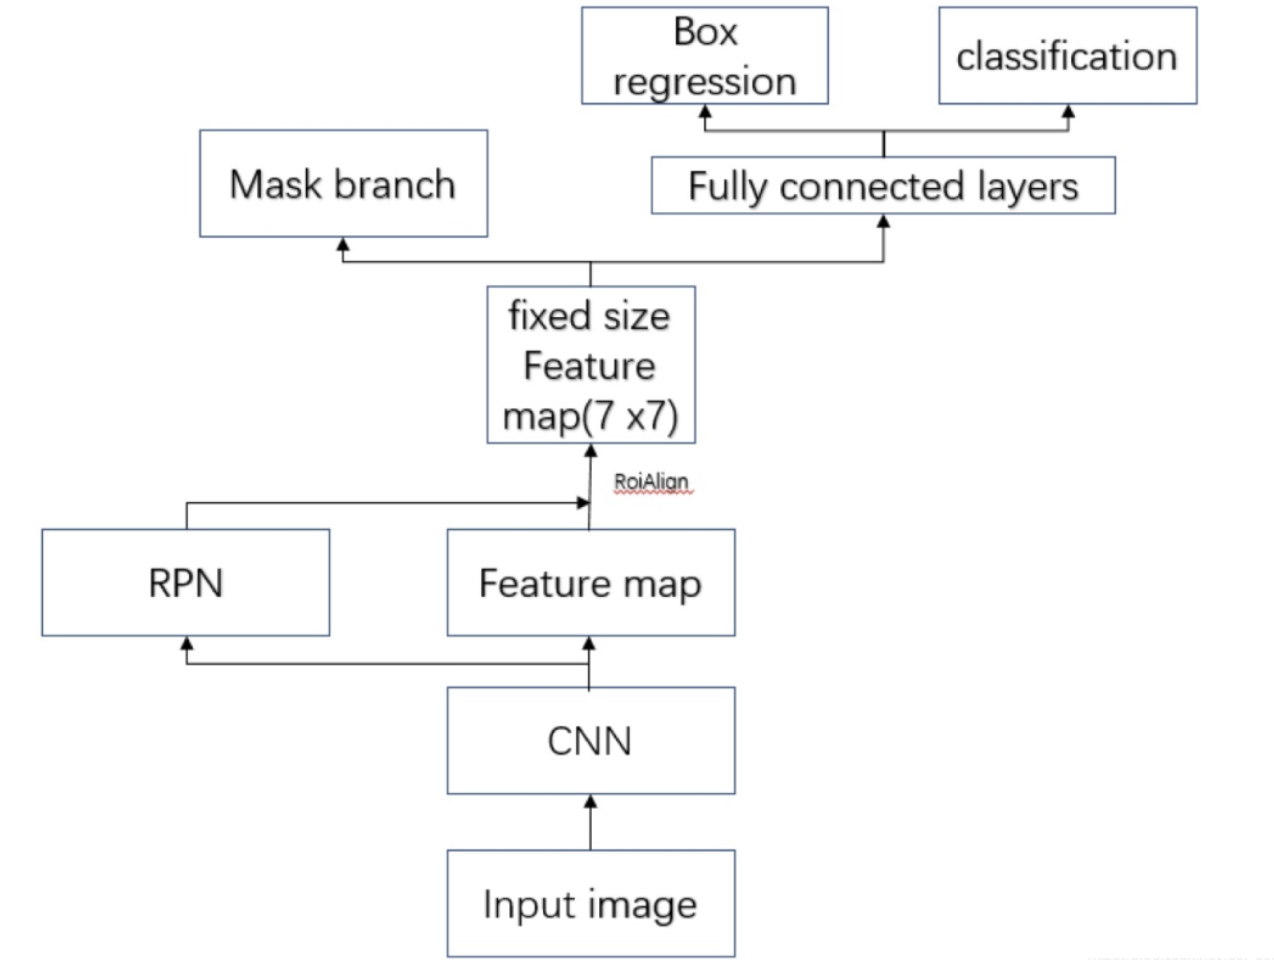 Box
regression
classification
Mask branch
Fully connected layers
fixed size
Feature
map(7 x7)
RoiAlign
RPN
Feature map
CNN
Input image